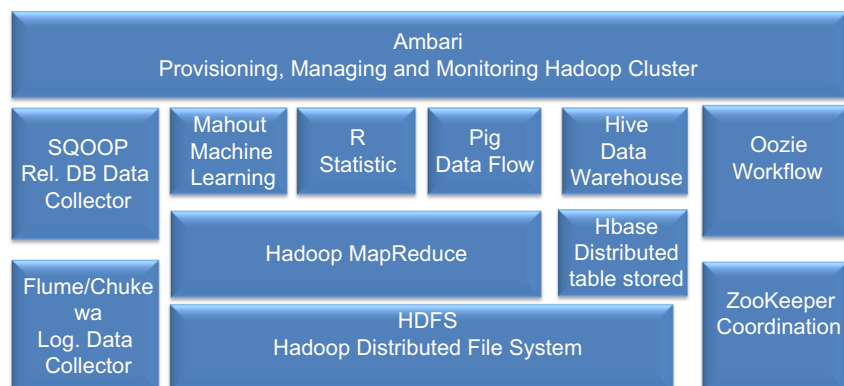 Ambari
Provisioning, Managing and Monitoring Hadoop Cluster
SQOOP
Rel. DB Data
Collector
Mahout
Machine
Learning
R
Statistic
Pig
Data Flow
Hive
Data
Warehouse
Oozie
Workflow
Hadoop MapReduce
Hbase
Distributed
table stored
Flume/Chuke
wa
Log. Data
Collector
HDFS
Hadoop Distributed File System
ZooKeeper
Coordination